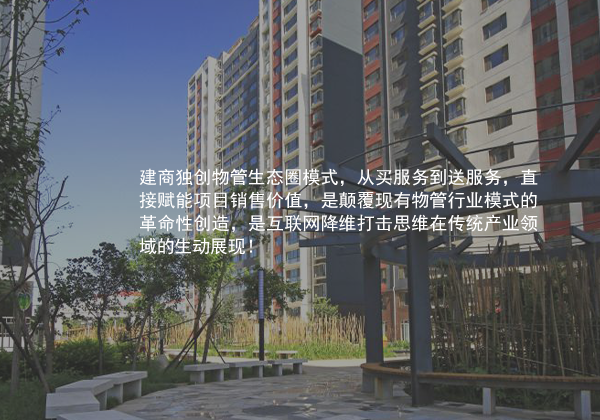 建商独创物管生态圈模式，从买服务到送服务，直
接赋能项目销售价值，是颠覆现有物管行业模式的
革命性创造，是互联网降维打击思维在传统产业领
域的生动展现！